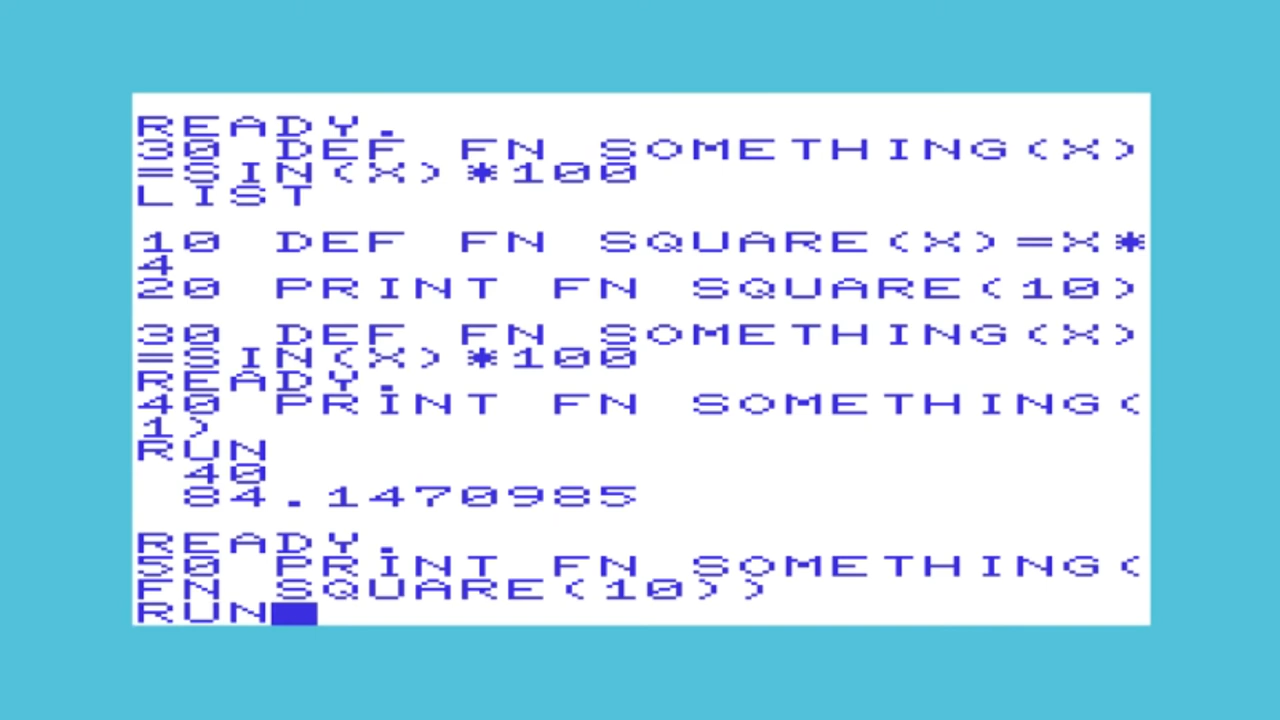 READY.
30 DEF FN SOMETHING(X)
=SIN(X)*100
LIST
10 DEF FN SQUARE(X)=X*
4
20 PRINT FN SQUARE(10)
30 DEF FN SOMETHING(X)
=SIN(X)*100
READY.
40 PRINT FN SOMETHING(
1)
RUN
40
84.1470985
READY.
50 PRINT FN SOMETHING(
FN SQUARE(10))
RUN